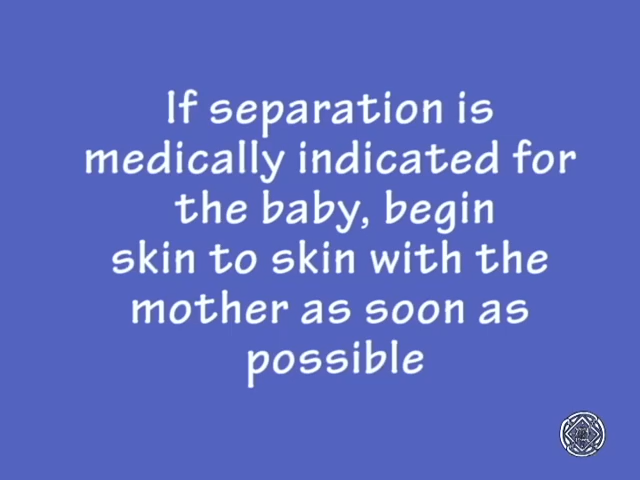 If separation is
medically indicated for
the baby, begin
skin to skin with the
mother as soon as
possible